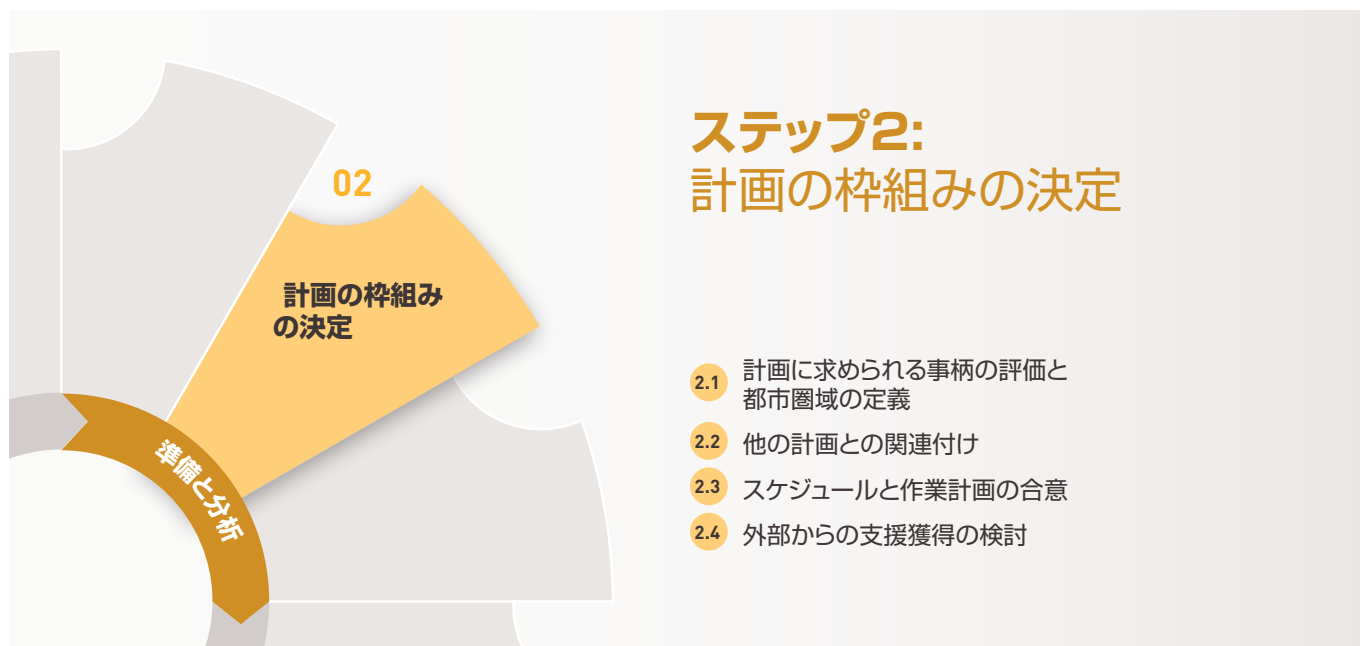 02
計画の枠組み
の決定
準備と分析
ステップ2:
計画の枠組みの決定
2.1 計画に求められる事柄の評価と
都市圏域の定義
2.2 他の計画との関連付け
2.3 スケジュールと作業計画の合意
2.4 外部からの支援獲得の検討